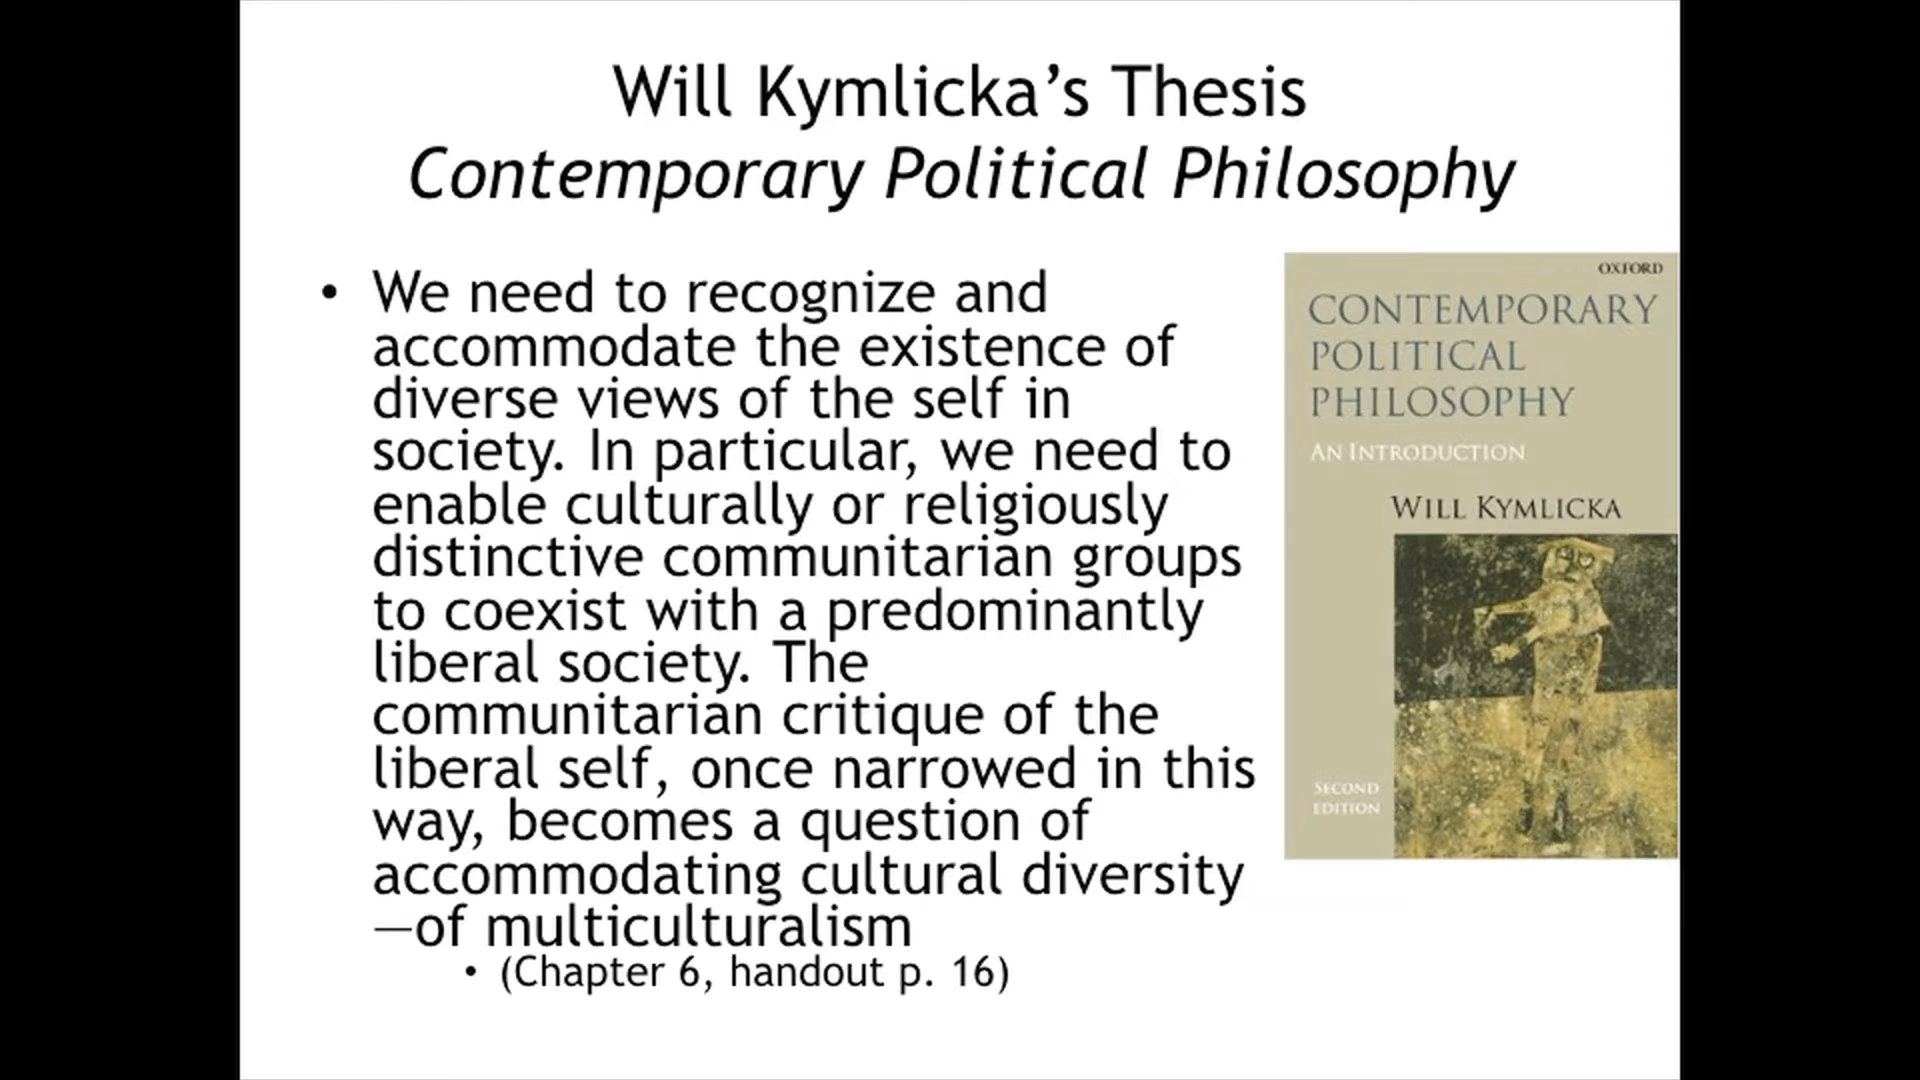 Will Kymlicka’s Thesis
Contemporary Political Philosophy
• We need to recognize and
accommodate the existence of
diverse views of the self in
society. In particular, we need to
enable culturally or religiously
distinctive communitarian groups
to coexist with a predominantly
liberal society. The
communitarian critique of the
liberal self, once narrowed in this
way, becomes a question of
accommodating cultural diversity
—of multiculturalism
• (Chapter 6, handout p. 16)
OXFORD
CONTEMPORARY
POLITICAL
PHILOSOPHY
AN INTRODUCTION
WILL KYMLICKA
SECOND
EDITION